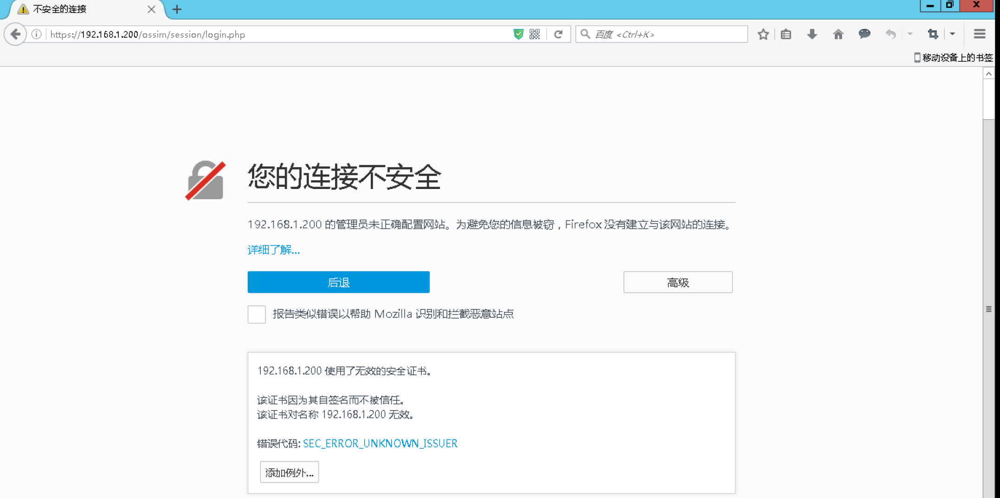 不安全的连接
https://192.168.1.200/ossim/session/login.php
百度 <Ctrl+K>
移动设备上的书签
您的连接不安全
192.168.1.200 的管理员未正确配置网站。为避免您的信息被窃，Firefox 没有建立与该网站的连接。
详细了解...
后退
高级
报告类似错误以帮助 Mozilla 识别和拦截恶意站点
192.168.1.200 使用了无效的安全证书。
该证书因为其自签名而不被信任。
该证书对名称 192.168.1.200 无效。
错误代码: SEC_ERROR_UNKNOWN_ISSUER
添加例外...